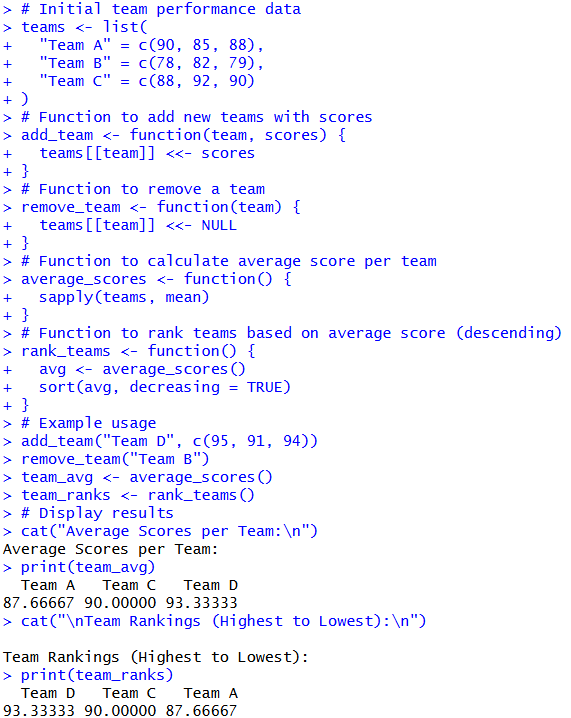 > # Initial team performance data
> teams <- list(
+   "Team A" = c(90, 85, 88),
+   "Team B" = c(78, 82, 79),
+   "Team C" = c(88, 92, 90)
+ )
> # Function to add new teams with scores
> add_team <- function(team, scores) {
+   teams[[team]] <<- scores
+ }
> # Function to remove a team
> remove_team <- function(team) {
+   teams[[team]] <<- NULL
+ }
> # Function to calculate average score per team
> average_scores <- function() {
+   sapply(teams, mean)
+ }
> # Function to rank teams based on average score (descending)
> rank_teams <- function() {
+   avg <- average_scores()
+   sort(avg, decreasing = TRUE)
+ }
> # Example usage
> add_team("Team D", c(95, 91, 94))
> remove_team("Team B")
> team_avg <- average_scores()
> team_ranks <- rank_teams()
> # Display results
> cat("Average Scores per Team:\n")
Average Scores per Team:
> print(team_avg)
  Team A   Team C   Team D
87.66667 90.00000 93.33333
> cat("\nTeam Rankings (Highest to Lowest):\n")

Team Rankings (Highest to Lowest):
> print(team_ranks)
  Team D   Team C   Team A
93.33333 90.00000 87.66667